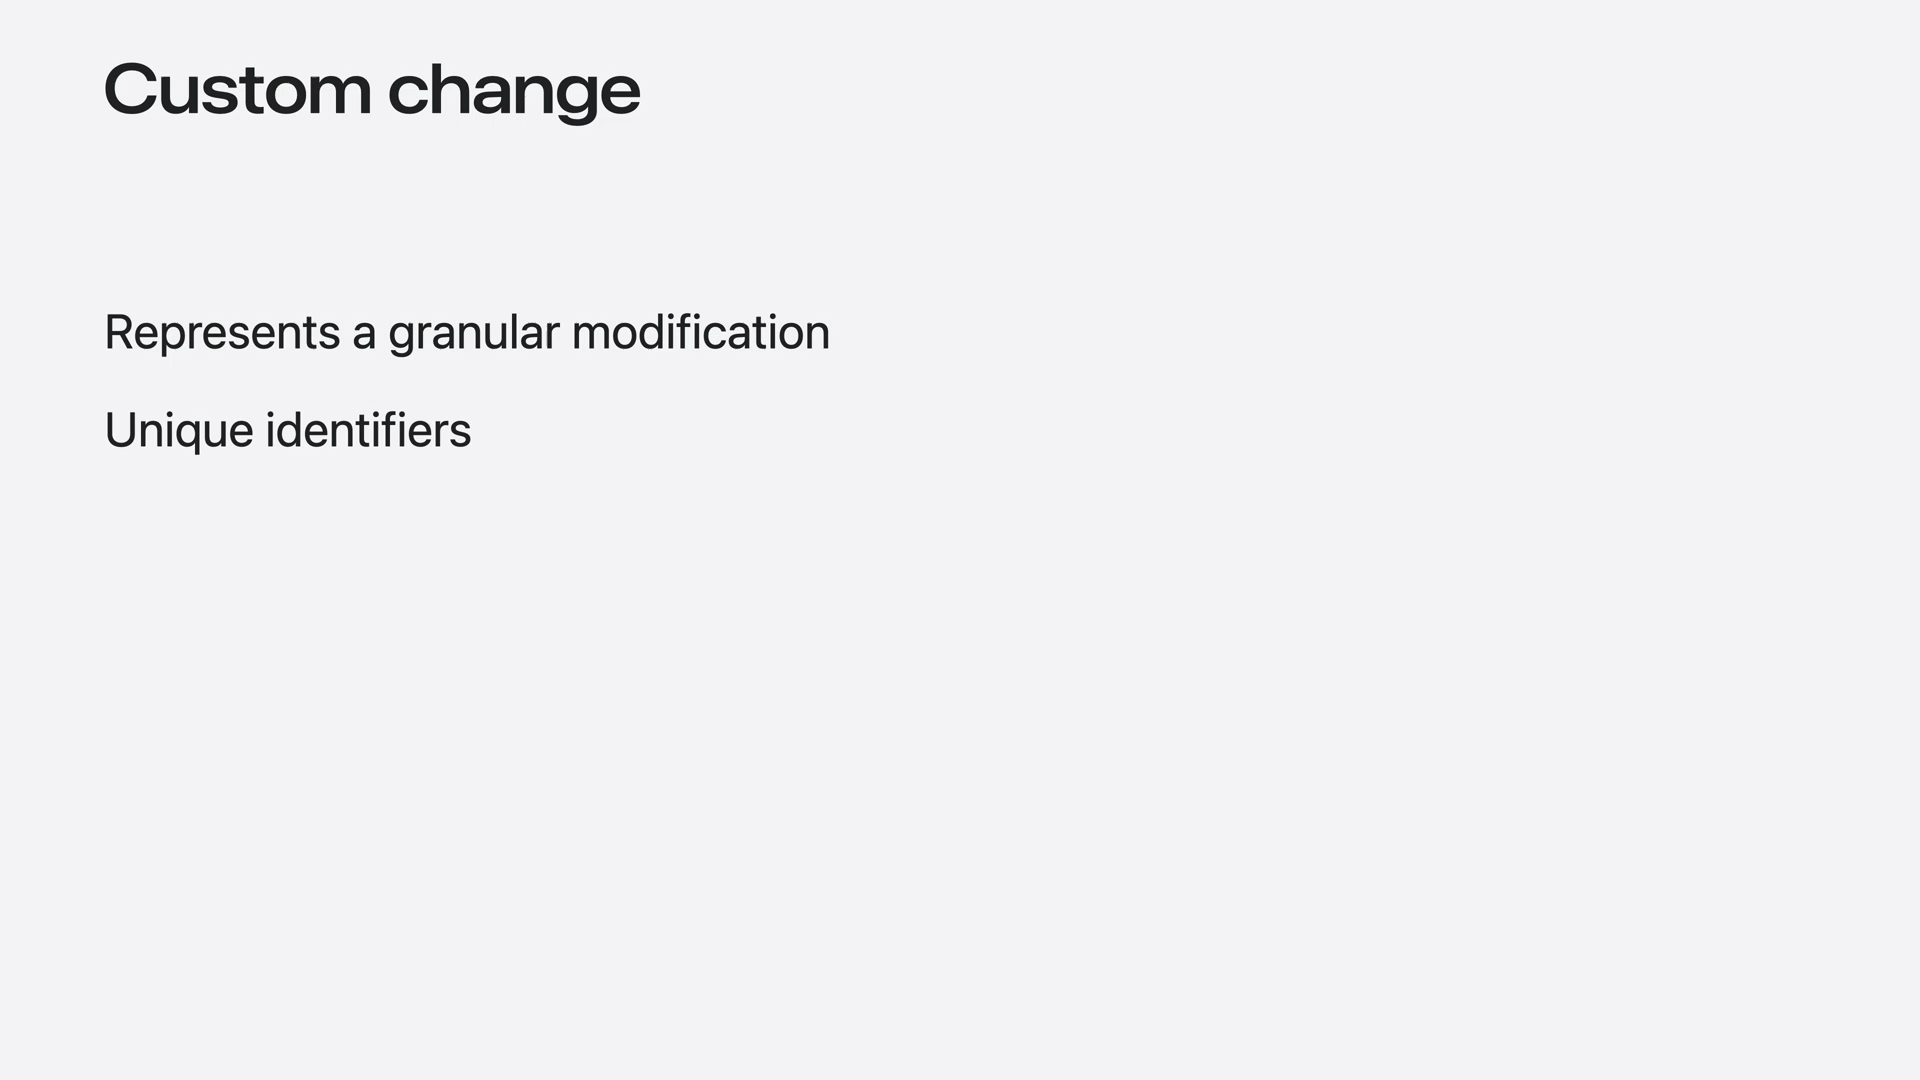 Custom change
Represents a granular modification
Unique identifiers